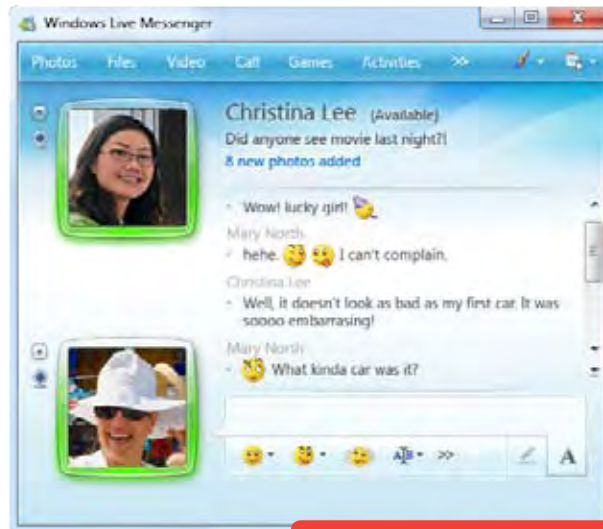 Windows Live Messenger
Photos Files Video Call Games Activities >>
Christina Lee (Available)
Did anyone see movie last night?!
8 new photos added
Wow! lucky girl!
Mary North
hehe. I can't complain.
Christina Lee
Well, it doesn't look as bad as my first car. It was
soooo embarrasing!
Mary North
What kinda car was it?
A